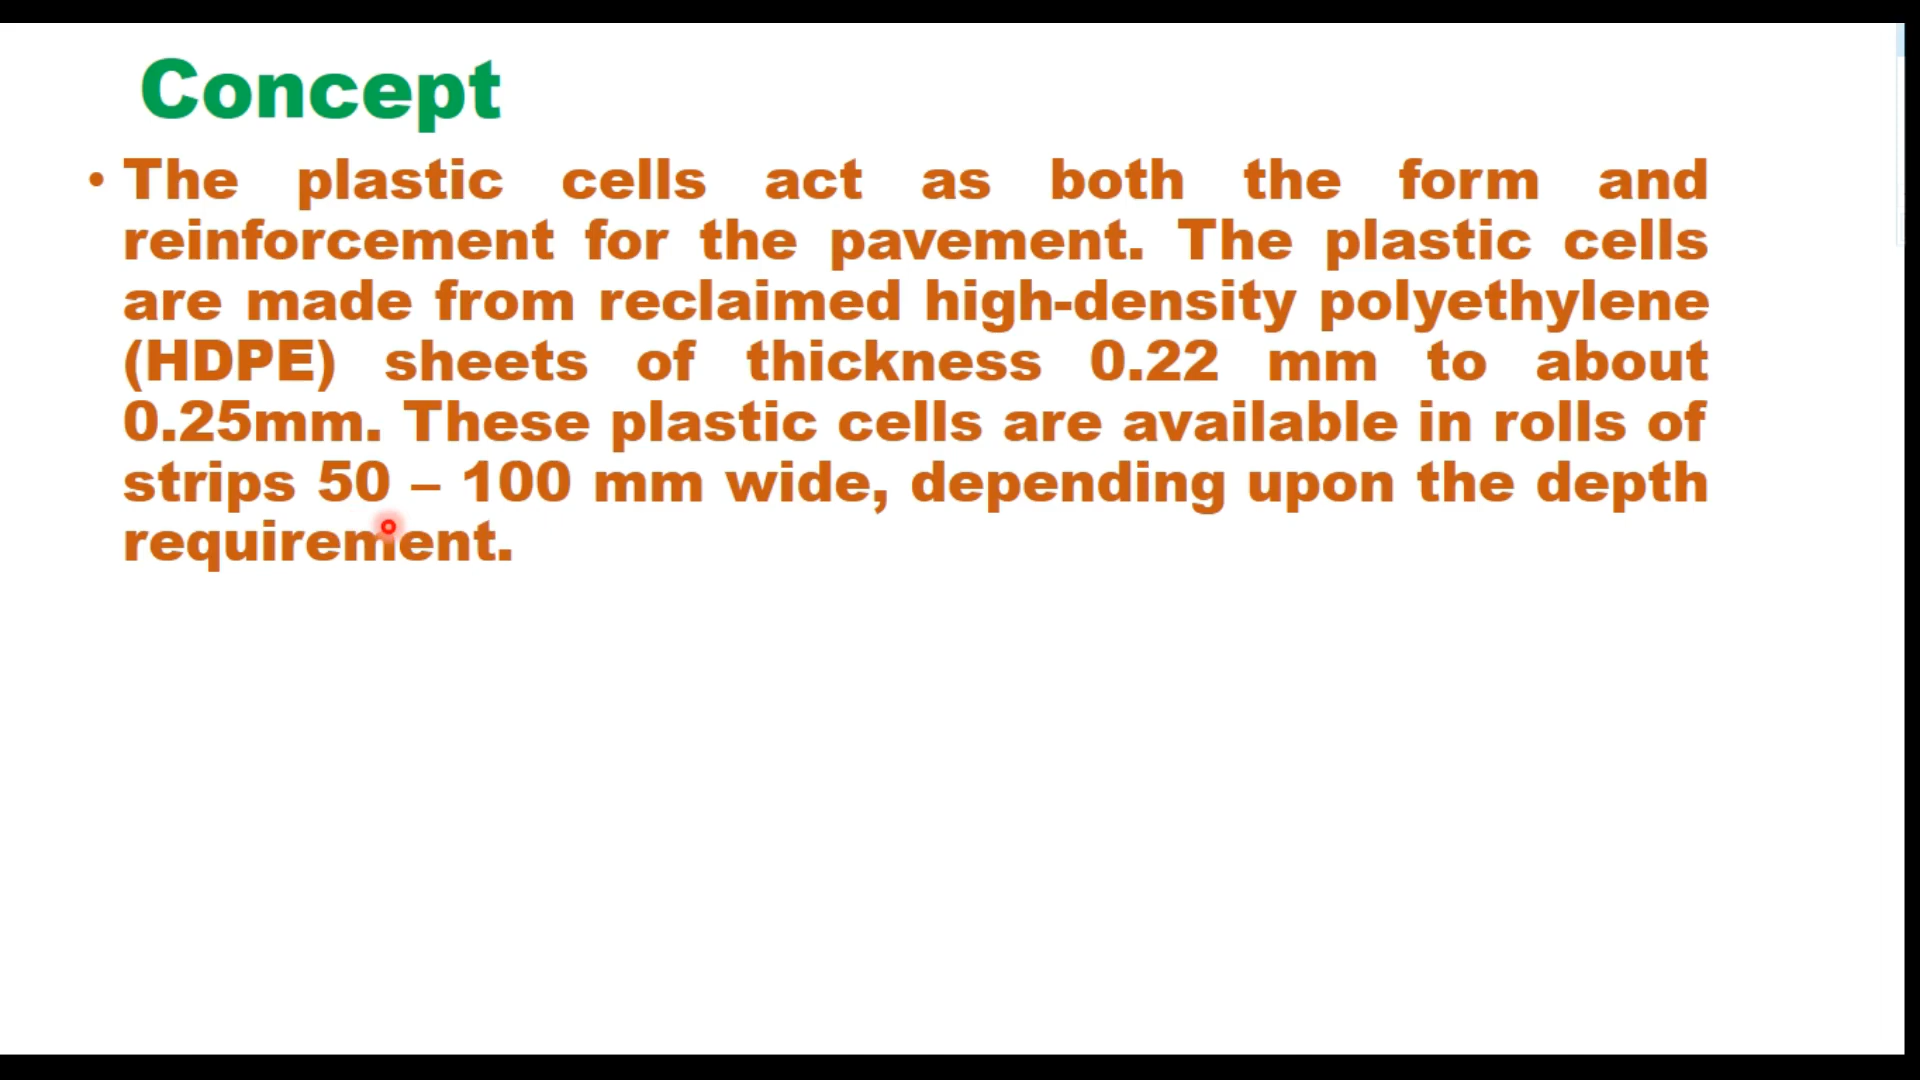 Concept
• The plastic cells act as both the form and
reinforcement for the pavement. The plastic cells
are made from reclaimed high-density polyethylene
(HDPE) sheets of thickness 0.22 mm to about
0.25mm. These plastic cells are available in rolls of
strips 50 – 100 mm wide, depending upon the depth
requirement.